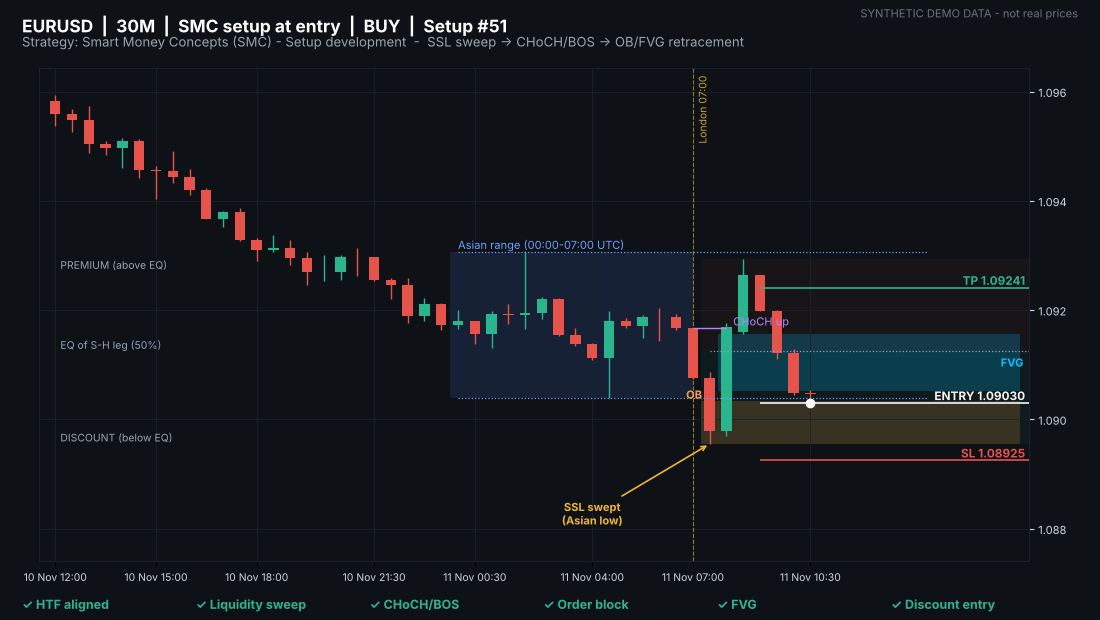 EURUSD | 30M | SMC setup at entry | BUY | Setup #51
SYNTHETIC DEMO DATA - not real prices
Strategy: Smart Money Concepts (SMC) - Setup development - SSL sweep → CHoCH/BOS → OB/FVG retracement
London 07:00
1.096
1.094
Asian range (00:00-07:00 UTC)
PREMIUM (above EQ)
TP 1.09241
CHoCH up
1.092
EQ of S-H leg (50%)
FVG
OB
ENTRY 1.09030
1.090
DISCOUNT (below EQ)
SL 1.08925
SSL swept
(Asian low)
1.088
10 Nov 12:00
10 Nov 15:00
10 Nov 18:00
10 Nov 21:30
11 Nov 00:30
11 Nov 04:00
11 Nov 07:00
11 Nov 10:30
✓ HTF aligned
✓ Liquidity sweep
✓ CHoCH/BOS
✓ Order block
✓ FVG
✓ Discount entry